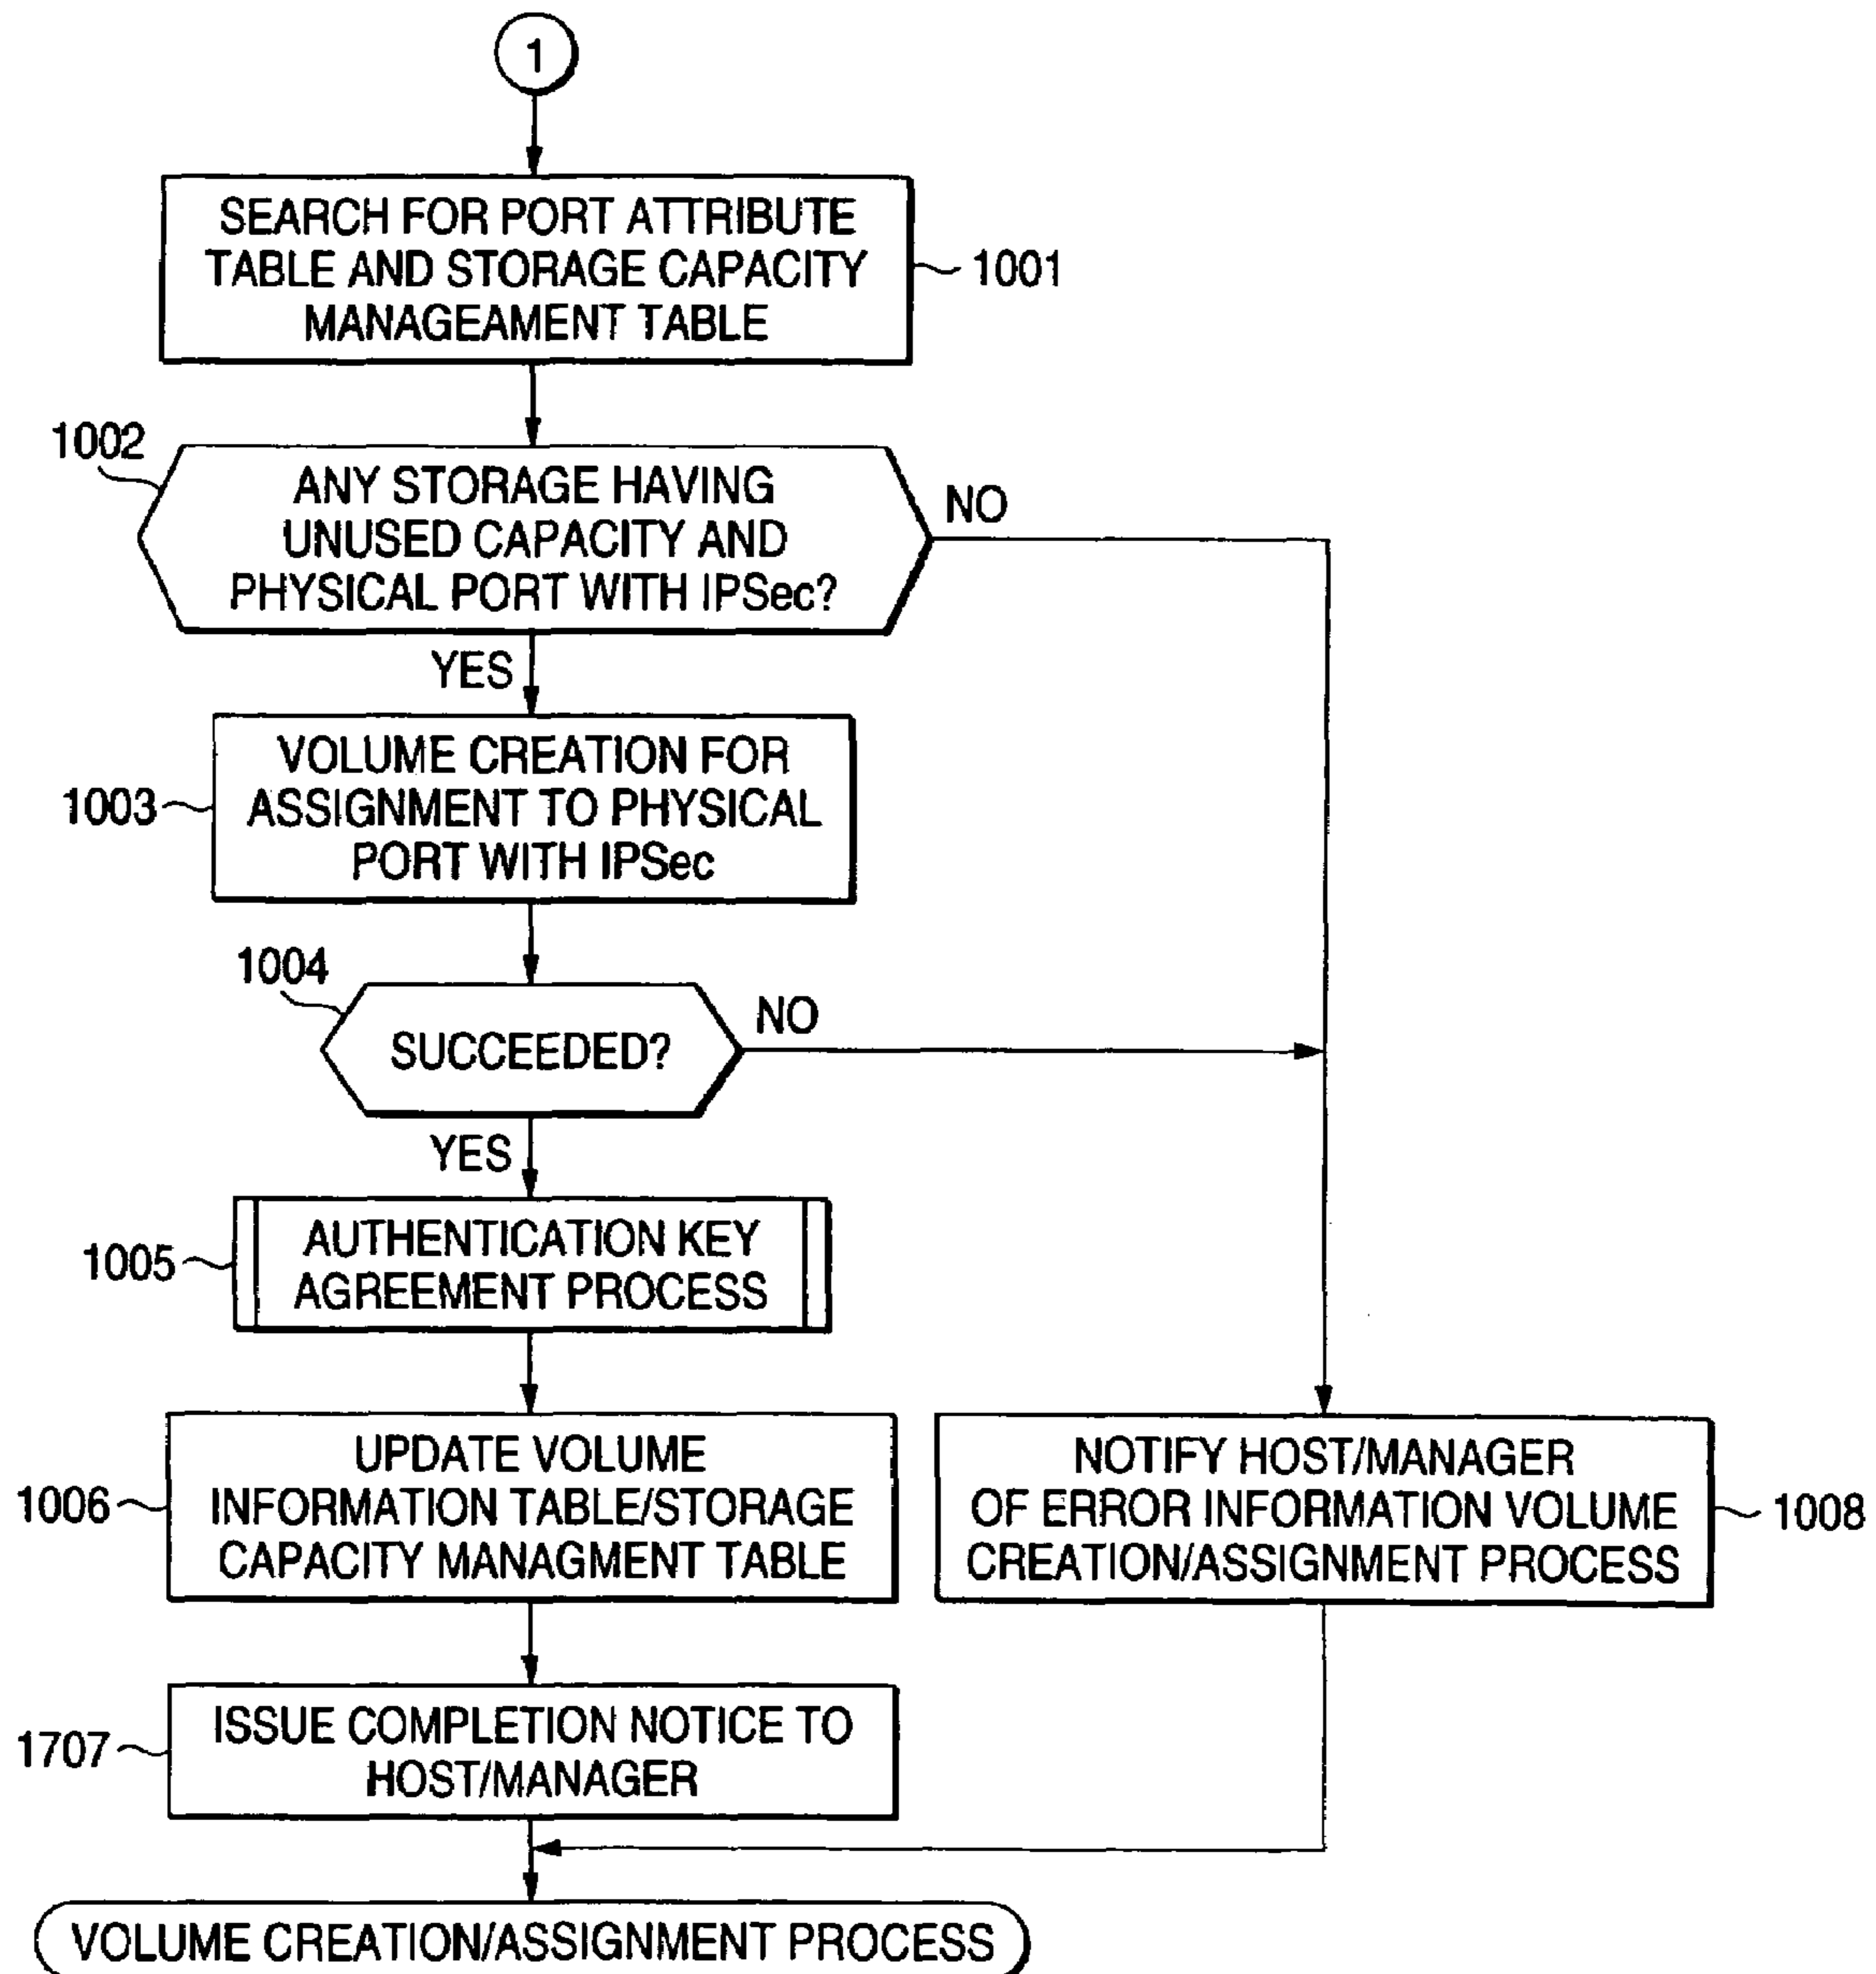 1
SEARCH FOR PORT ATTRIBUTE
TABLE AND STORAGE CAPACITY
MANAGEAMENT TABLE
1001
1002
ANY STORAGE HAVING
UNUSED CAPACITY AND
PHYSICAL PORT WITH IPSec?
NO
YES
VOLUME CREATION FOR
ASSIGNMENT TO PHYSICAL
PORT WITH IPSec
1003
1004
SUCCEEDED?
NO
YES
AUTHENTICATION KEY
AGREEMENT PROCESS
1005
UPDATE VOLUME
INFORMATION TABLE/STORAGE
CAPACITY MANAGMENT TABLE
1006
NOTIFY HOST/MANAGER
OF ERROR INFORMATION VOLUME
CREATION/ASSIGNMENT PROCESS
1008
ISSUE COMPLETION NOTICE TO
HOST/MANAGER
1707
VOLUME CREATION/ASSIGNMENT PROCESS